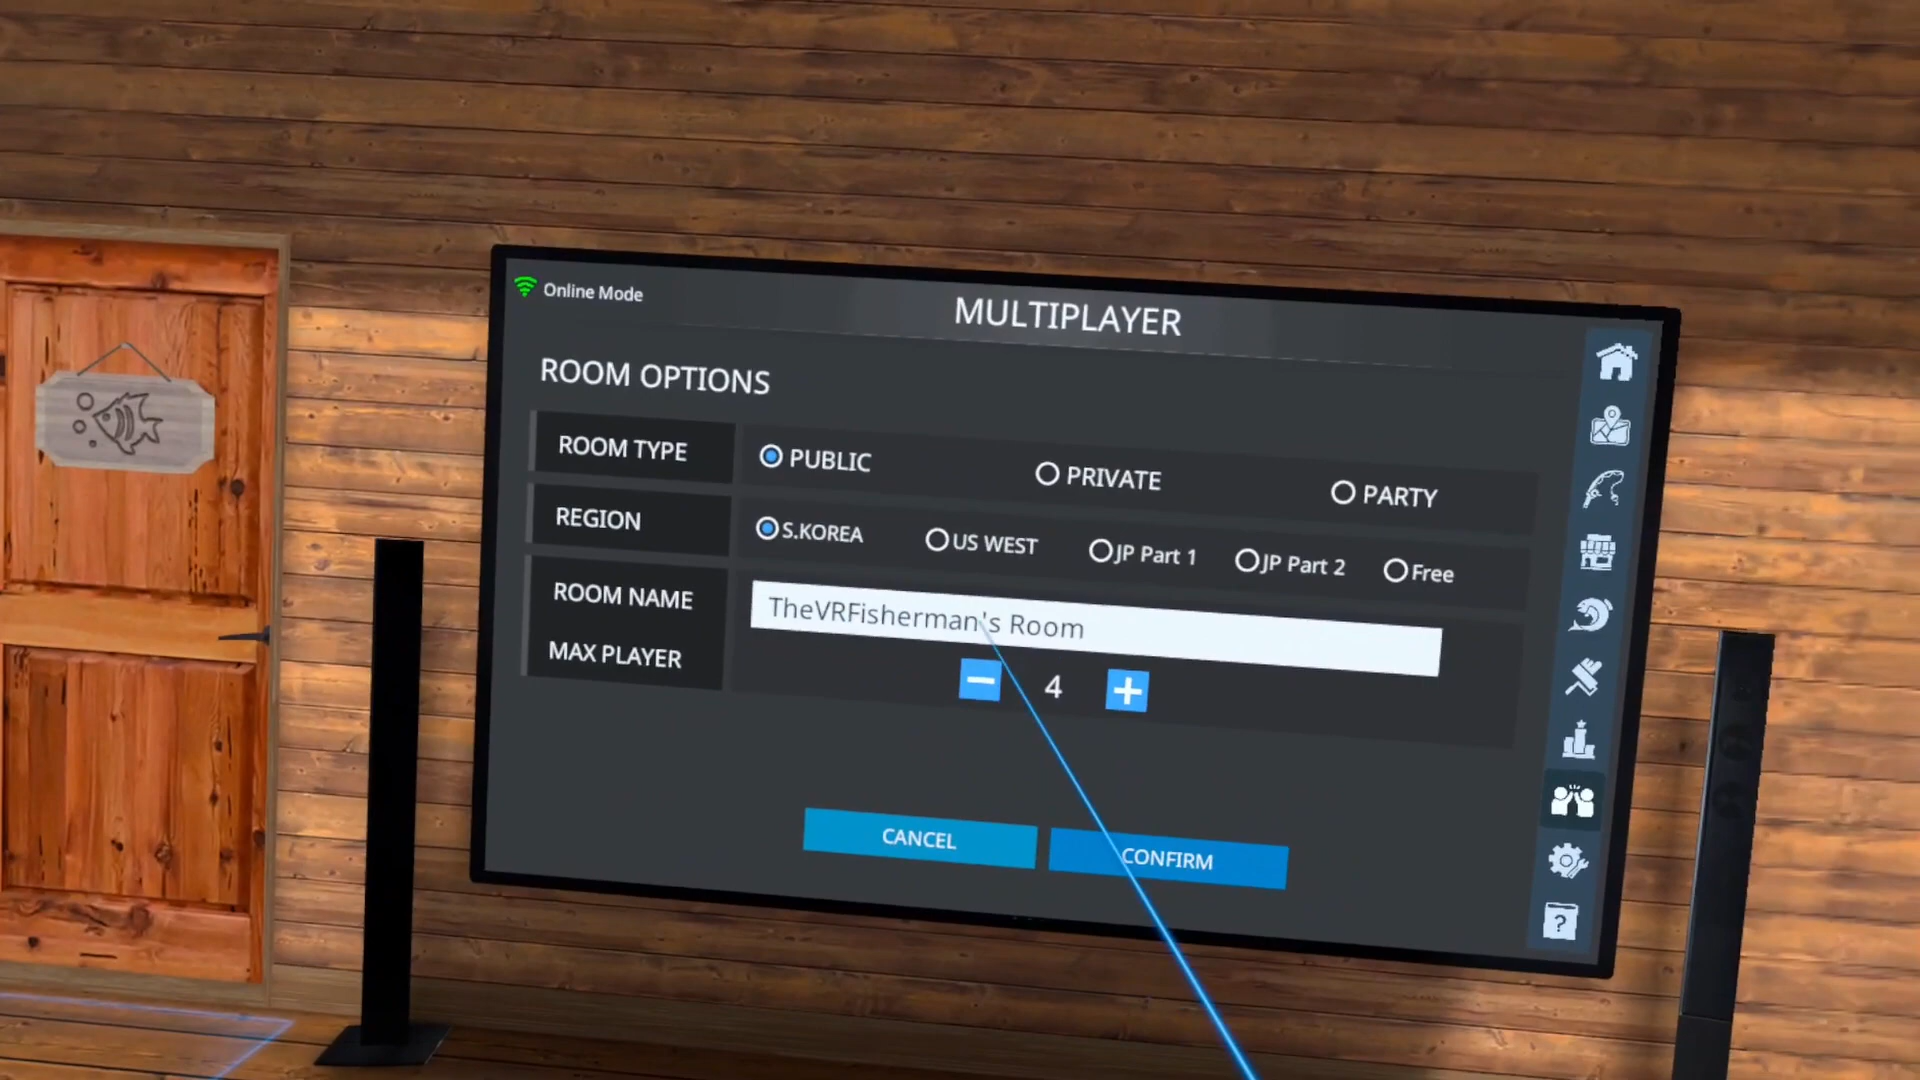 Online Mode
MULTIPLAYER
ROOM OPTIONS
ROOM TYPE PUBLIC PRIVATE PARTY
REGION S.KOREA US WEST JP Part 1 JP Part 2 Free
ROOM NAME TheVRFisherman's Room
MAX PLAYER 4
CANCEL CONFIRM
?